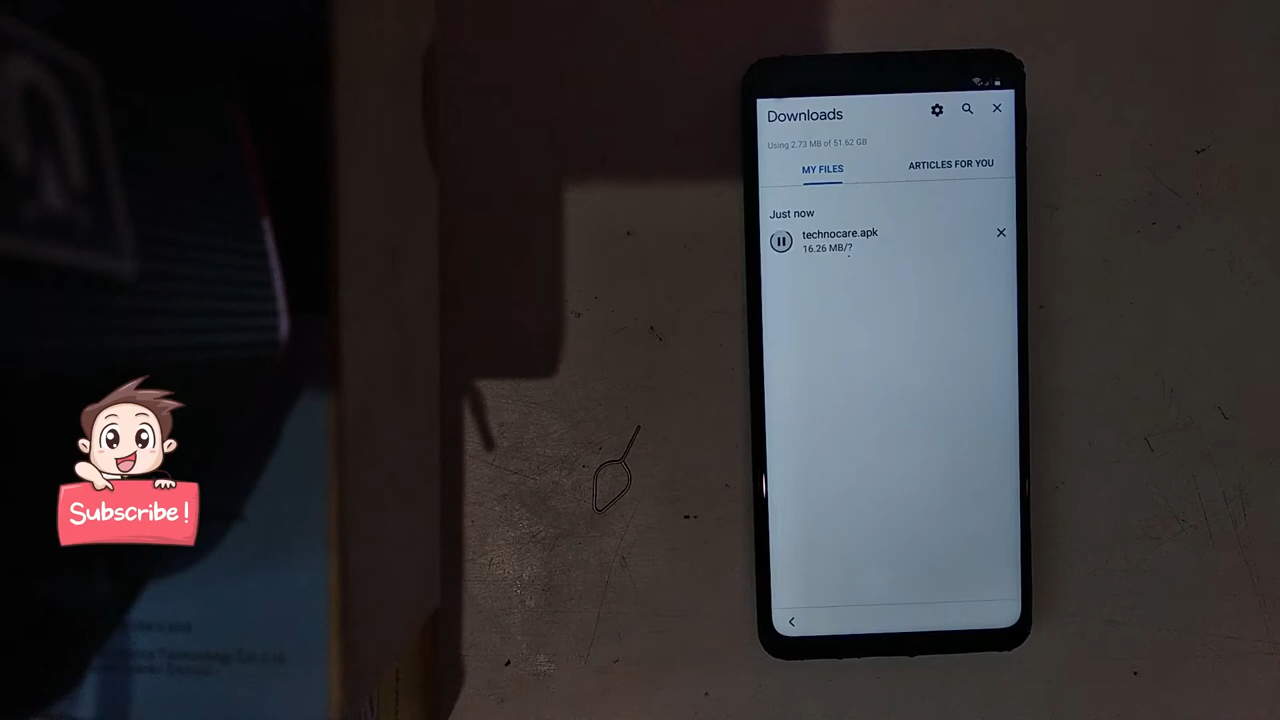 Downloads
Using 2.73 MB of 51.62 GB
MY FILES
ARTICLES FOR YOU
Just now
technocare.apk
16.26 MB/?
Subscribe!